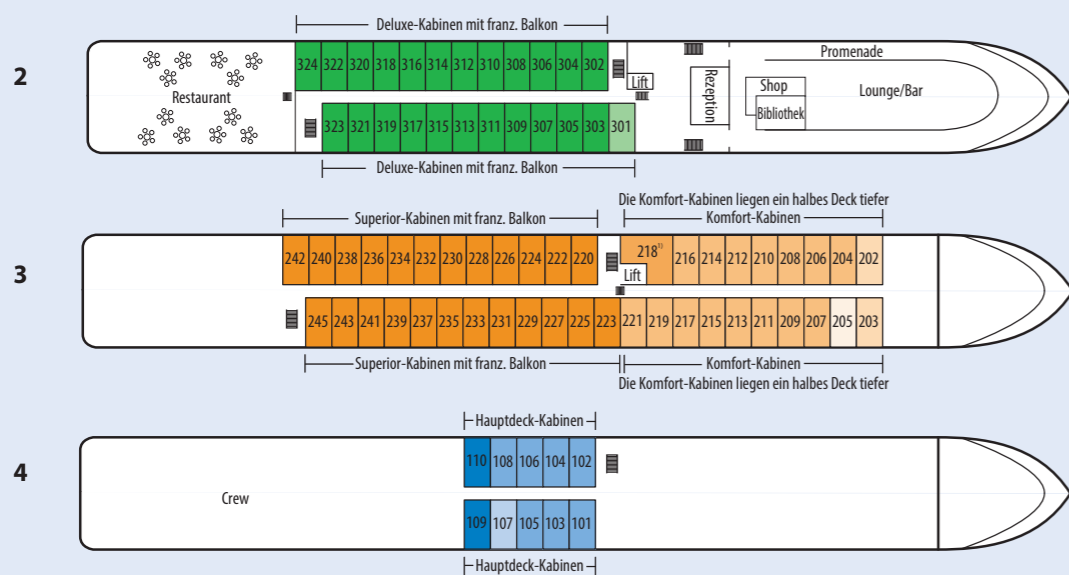 Deluxe-Kabinen mit franz. Balkon
2
324 322 320 318 316 314 312 310 308 306 304 302
Lift
Restaurant
Rezeption
Promenade
Shop
Bibliothek
Lounge/Bar
323 321 319 317 315 313 311 309 307 305 303 301
Deluxe-Kabinen mit franz. Balkon
Die Komfort-Kabinen liegen ein halbes Deck tiefer
Superior-Kabinen mit franz. Balkon
Komfort-Kabinen
3
242 240 238 236 234 232 230 228 226 224 222 220
218¹⁾ 216 214 212 210 208 206 204 202
Lift
245 243 241 239 237 235 233 231 229 227 225 223
221 219 217 215 213 211 209 207 205 203
Superior-Kabinen mit franz. Balkon
Komfort-Kabinen
Die Komfort-Kabinen liegen ein halbes Deck tiefer
Hauptdeck-Kabinen
4
110 108 106 104 102
Crew
109 107 105 103 101
Hauptdeck-Kabinen